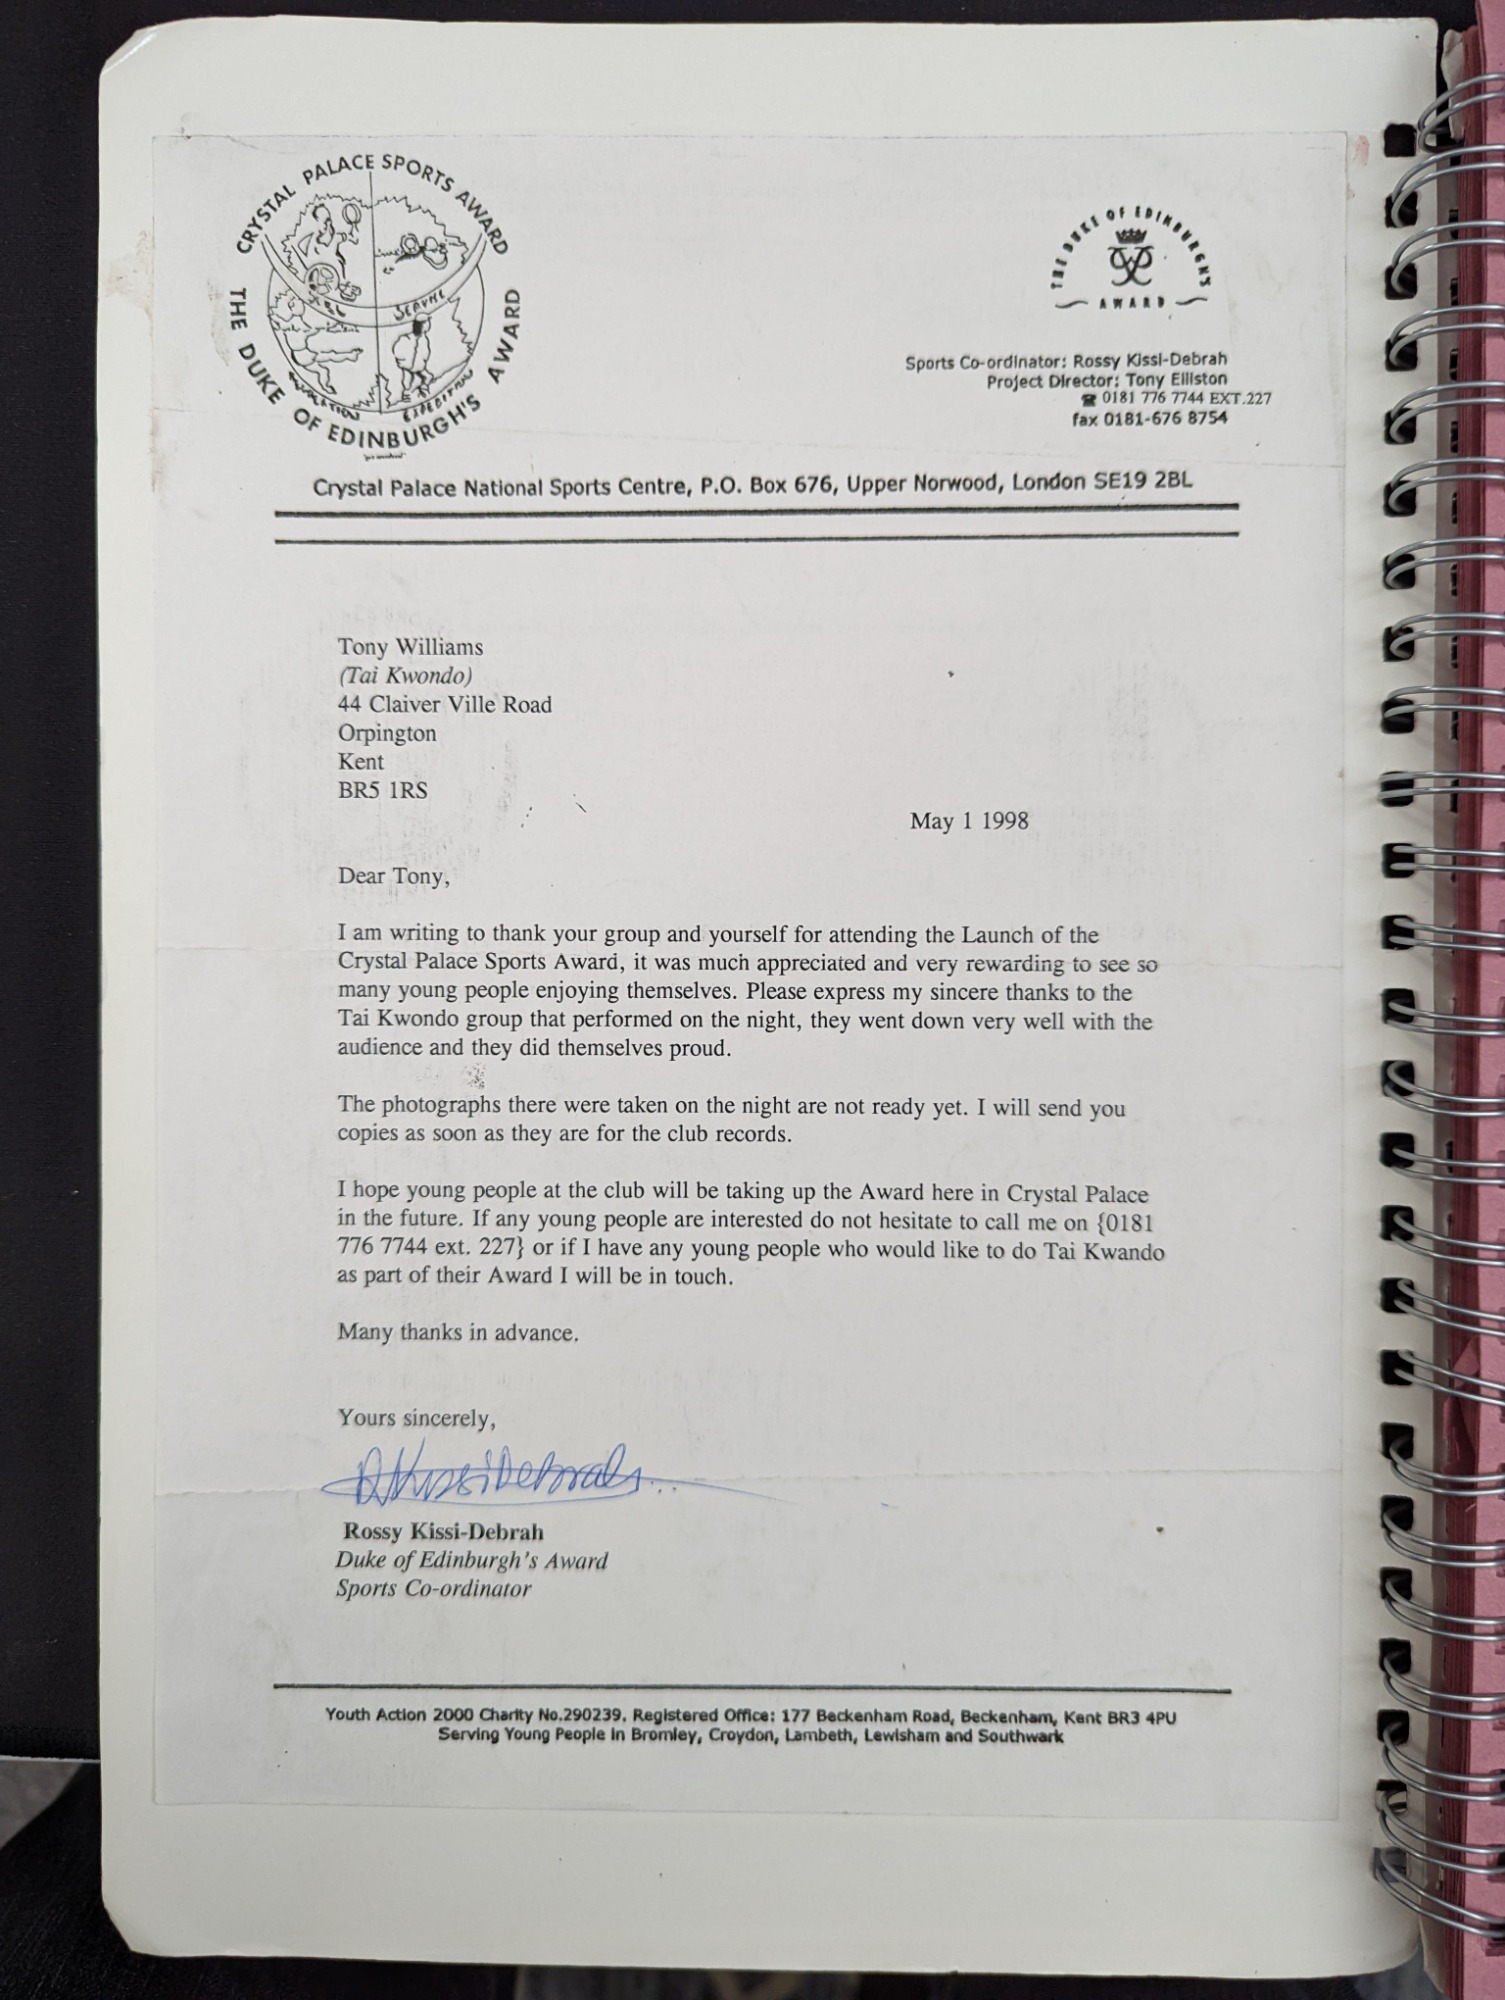 CRYSTAL PALACE SPORTS AWARD
THE DUKE OF EDINBURGH'S AWARD
SERVICE
EXPEDITION
THE DUKE OF EDINBURGH'S
AWARD
Sports Co-ordinator: Rossy Kissi-Debrah
Project Director: Tony Elliston
☎ 0181 776 7744 EXT.227
fax 0181-676 8754
Crystal Palace National Sports Centre, P.O. Box 676, Upper Norwood, London SE19 2BL
Tony Williams
(Tai Kwondo)
44 Claiver Ville Road
Orpington
Kent
BR5 1RS
May 1 1998
Dear Tony,
I am writing to thank your group and yourself for attending the Launch of the
Crystal Palace Sports Award, it was much appreciated and very rewarding to see so
many young people enjoying themselves. Please express my sincere thanks to the
Tai Kwondo group that performed on the night, they went down very well with the
audience and they did themselves proud.
The photographs there were taken on the night are not ready yet. I will send you
copies as soon as they are for the club records.
I hope young people at the club will be taking up the Award here in Crystal Palace
in the future. If any young people are interested do not hesitate to call me on {0181
776 7744 ext. 227} or if I have any young people who would like to do Tai Kwando
as part of their Award I will be in touch.
Many thanks in advance.
Yours sincerely,
RKissiDebrah
Rossy Kissi-Debrah
Duke of Edinburgh's Award
Sports Co-ordinator
Youth Action 2000 Charity No.290239. Registered Office: 177 Beckenham Road, Beckenham, Kent BR3 4PU
Serving Young People in Bromley, Croydon, Lambeth, Lewisham and Southwark